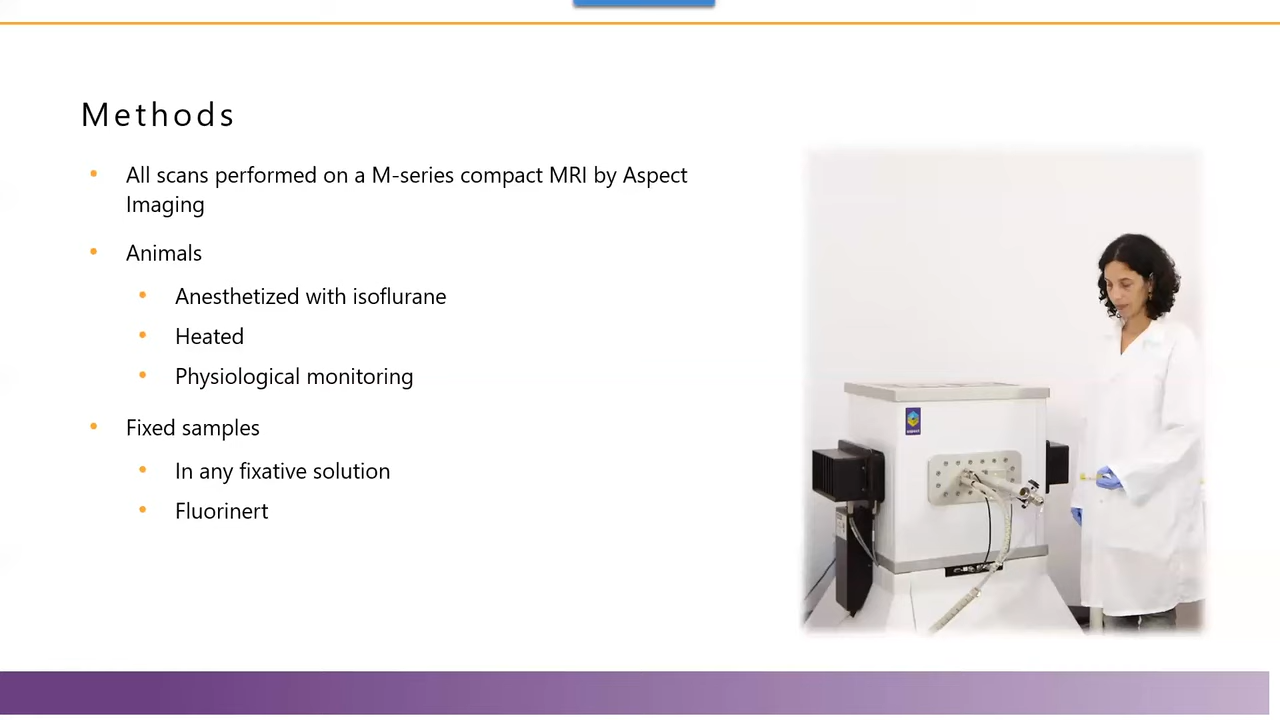 Methods
• All scans performed on a M-series compact MRI by Aspect
Imaging
• Animals
• Anesthetized with isoflurane
• Heated
• Physiological monitoring
• Fixed samples
• In any fixative solution
• Fluorinert